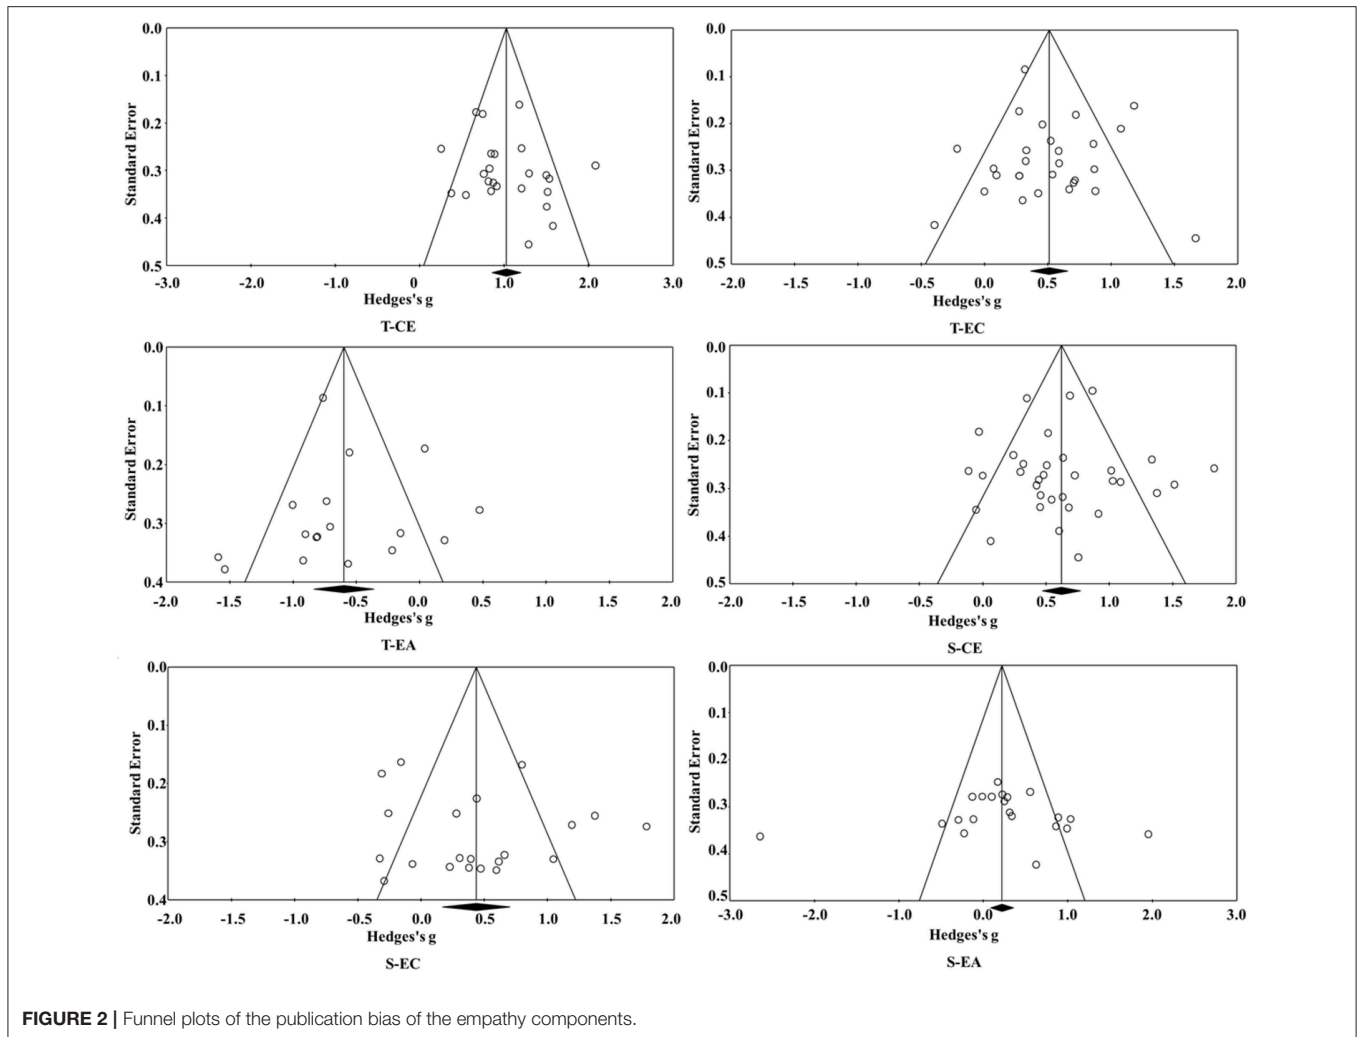 0.0
0.1
0.2
0.3
0.4
0.5
Standard Error
-3.0 -2.0 -1.0 0 1.0 2.0 3.0
Hedges's g
T-CE
0.0
0.1
0.2
0.3
0.4
0.5
Standard Error
-2.0 -1.5 -1.0 -0.5 0.0 0.5 1.0 1.5 2.0
Hedges's g
T-EC
0.0
0.1
0.2
0.3
0.4
Standard Error
-2.0 -1.5 -1.0 -0.5 0.0 0.5 1.0 1.5 2.0
Hedges's g
T-EA
0.0
0.1
0.2
0.3
0.4
0.5
Standard Error
-2.0 -1.5 -1.0 -0.5 0.0 0.5 1.0 1.5 2.0
Hedges's g
S-CE
0.0
0.1
0.2
0.3
0.4
Standard Error
-2.0 -1.5 -1.0 -0.5 0.0 0.5 1.0 1.5 2.0
Hedges's g
S-EC
0.0
0.1
0.2
0.3
0.4
0.5
Standard Error
-3.0 -2.0 -1.0 0.0 1.0 2.0 3.0
Hedges's g
S-EA
FIGURE 2 | Funnel plots of the publication bias of the empathy components.